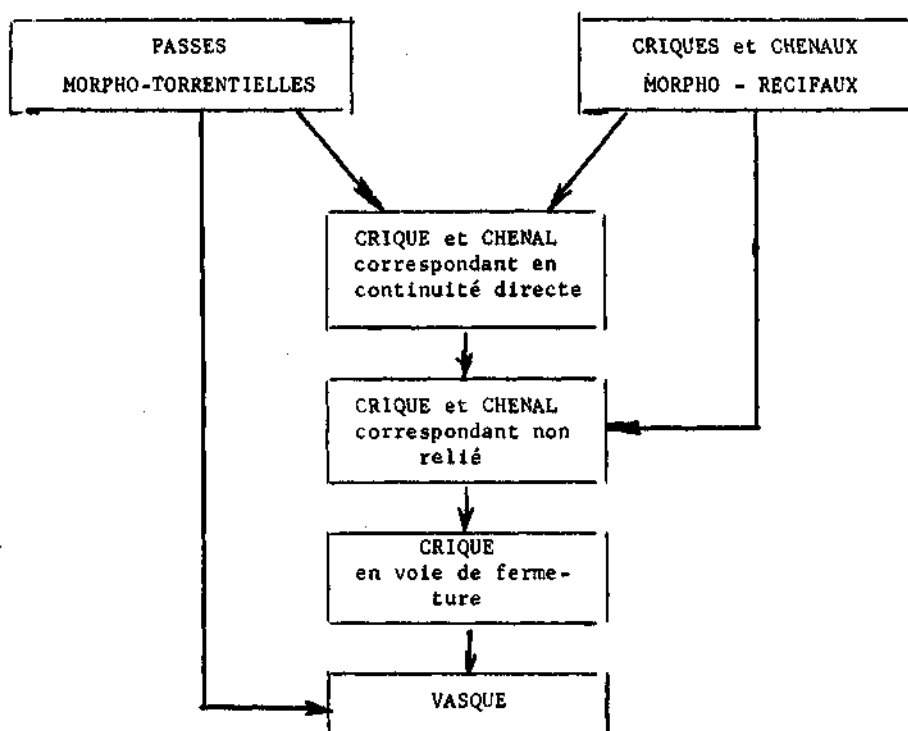 PASSES
MORPHO-TORRENTIELLES
CRIQUES et CHENAUX
MORPHO - RECIFAUX
CRIQUE et CHENAL
correspondant en
continuité directe
CRIQUE et CHENAL
correspondant non
relié
CRIQUE
en voie de ferme-
ture
VASQUE